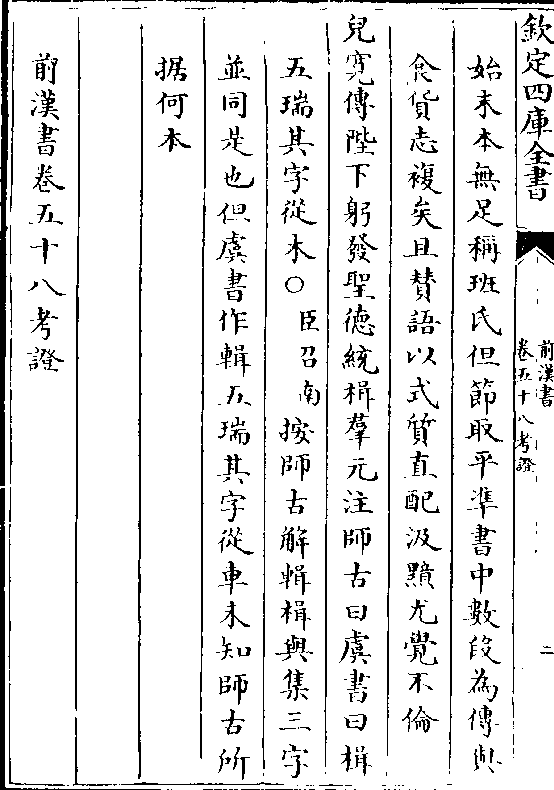 欽定四庫全書
前漢書
卷五十八考證
二
始末本無足稱班氏但節取平準書中數段為傳與
食貨志複矣且賛語以式質直配汲黯尤覺不倫
兒寛傳陛下躬發聖德統楫羣元注師古曰虞書曰楫
五瑞其字從木○臣召南按師古解輯楫與集三字
並同是也但虞書作輯五瑞其字從車未知師古所
据何本
前漢書卷五十八考證